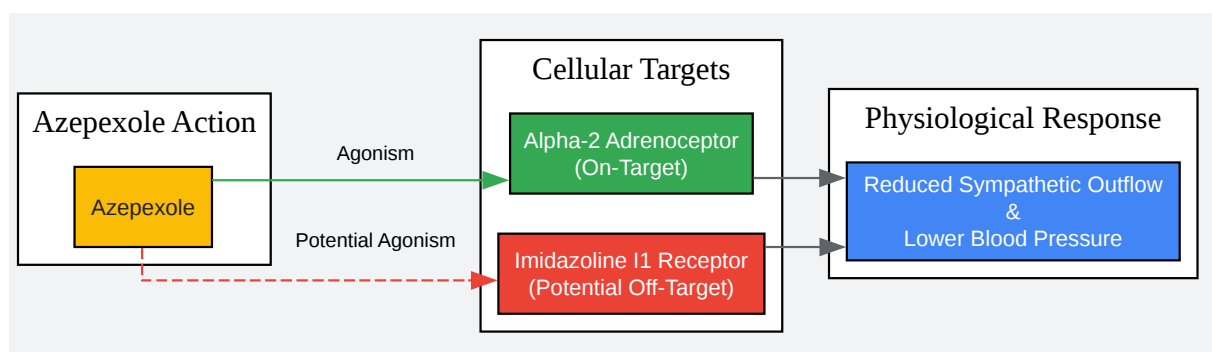 Azepexole Action
Azepexole
Agonism
Potential Agonism
Cellular Targets
Alpha-2 Adrenoceptor
(On-Target)
Imidazoline I1 Receptor
(Potential Off-Target)
Physiological Response
Reduced Sympathetic Outflow
&
Lower Blood Pressure